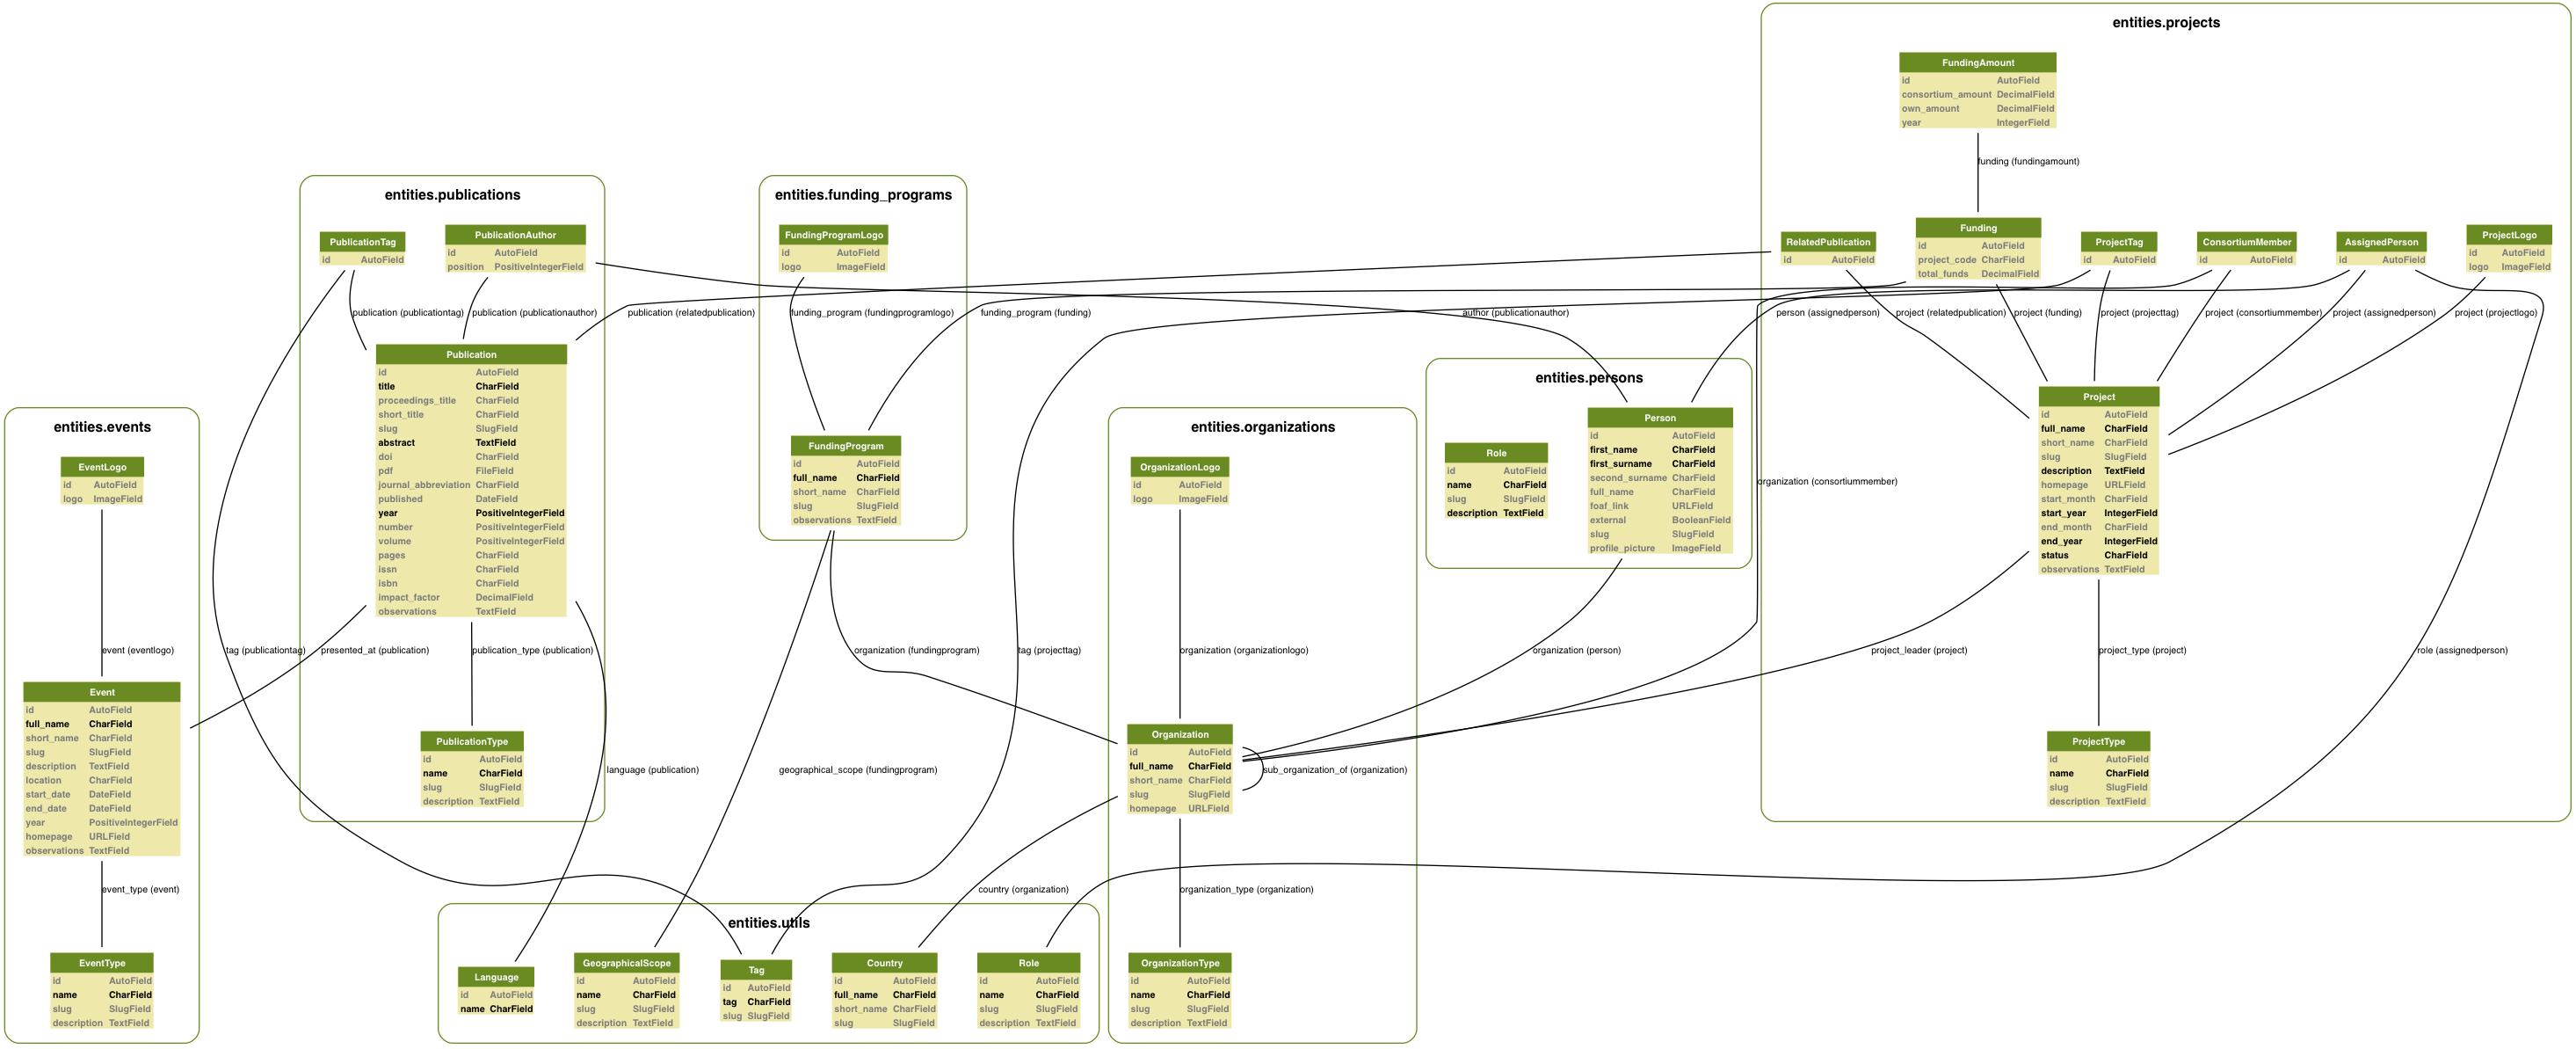 entities.projects
FundingAmount
id AutoField
consortium_amount DecimalField
own_amount DecimalField
year IntegerField
funding (fundingamount)
RelatedPublication
id AutoField
Funding
id AutoField
project_code CharField
total_funds DecimalField
ProjectTag
id AutoField
ConsortiumMember
id AutoField
AssignedPerson
id AutoField
ProjectLogo
id AutoField
logo ImageField
person (assignedperson)
project (relatedpublication)
project (funding)
project (projecttag)
project (consortiummember)
project (assignedperson)
project (projectlogo)
Project
id AutoField
full_name CharField
short_name CharField
slug SlugField
description TextField
homepage URLField
start_month CharField
start_year IntegerField
end_month CharField
end_year IntegerField
status CharField
observations TextField
organization (consortiummember)
project_leader (project)
project_type (project)
role (assignedperson)
ProjectType
id AutoField
name CharField
slug SlugField
description TextField
entities.publications
PublicationTag
id AutoField
PublicationAuthor
id AutoField
position PositiveIntegerField
publication (publicationtag)
publication (publicationauthor)
publication (relatedpublication)
Publication
id AutoField
title CharField
proceedings_title CharField
short_title CharField
slug SlugField
abstract TextField
doi CharField
pdf FileField
journal_abbreviation CharField
published DateField
year PositiveIntegerField
number PositiveIntegerField
volume PositiveIntegerField
pages CharField
issn CharField
isbn CharField
impact_factor DecimalField
observations TextField
tag (publicationtag)
presented_at (publication)
publication_type (publication)
PublicationType
id AutoField
name CharField
slug SlugField
description TextField
language (publication)
entities.funding_programs
FundingProgramLogo
id AutoField
logo ImageField
funding_program (fundingprogramlogo)
funding_program (funding)
FundingProgram
id AutoField
full_name CharField
short_name CharField
slug SlugField
observations TextField
organization (fundingprogram)
geographical_scope (fundingprogram)
tag (projecttag)
author (publicationauthor)
entities.persons
Role
id AutoField
name CharField
slug SlugField
description TextField
Person
id AutoField
first_name CharField
first_surname CharField
second_surname CharField
full_name CharField
foaf_link URLField
external BooleanField
slug SlugField
profile_picture ImageField
organization (person)
entities.organizations
OrganizationLogo
id AutoField
logo ImageField
organization (organizationlogo)
Organization
id AutoField
full_name CharField
short_name CharField
slug SlugField
homepage URLField
sub_organization_of (organization)
country (organization)
organization_type (organization)
OrganizationType
id AutoField
name CharField
slug SlugField
description TextField
entities.events
EventLogo
id AutoField
logo ImageField
event (eventlogo)
Event
id AutoField
full_name CharField
short_name CharField
slug SlugField
description TextField
location CharField
start_date DateField
end_date DateField
year PositiveIntegerField
homepage URLField
observations TextField
event_type (event)
EventType
id AutoField
name CharField
slug SlugField
description TextField
entities.utils
Language
id AutoField
name CharField
GeographicalScope
id AutoField
name CharField
slug SlugField
description TextField
Tag
id AutoField
tag CharField
slug SlugField
Country
id AutoField
full_name CharField
short_name CharField
slug SlugField
Role
id AutoField
name CharField
slug SlugField
description TextField